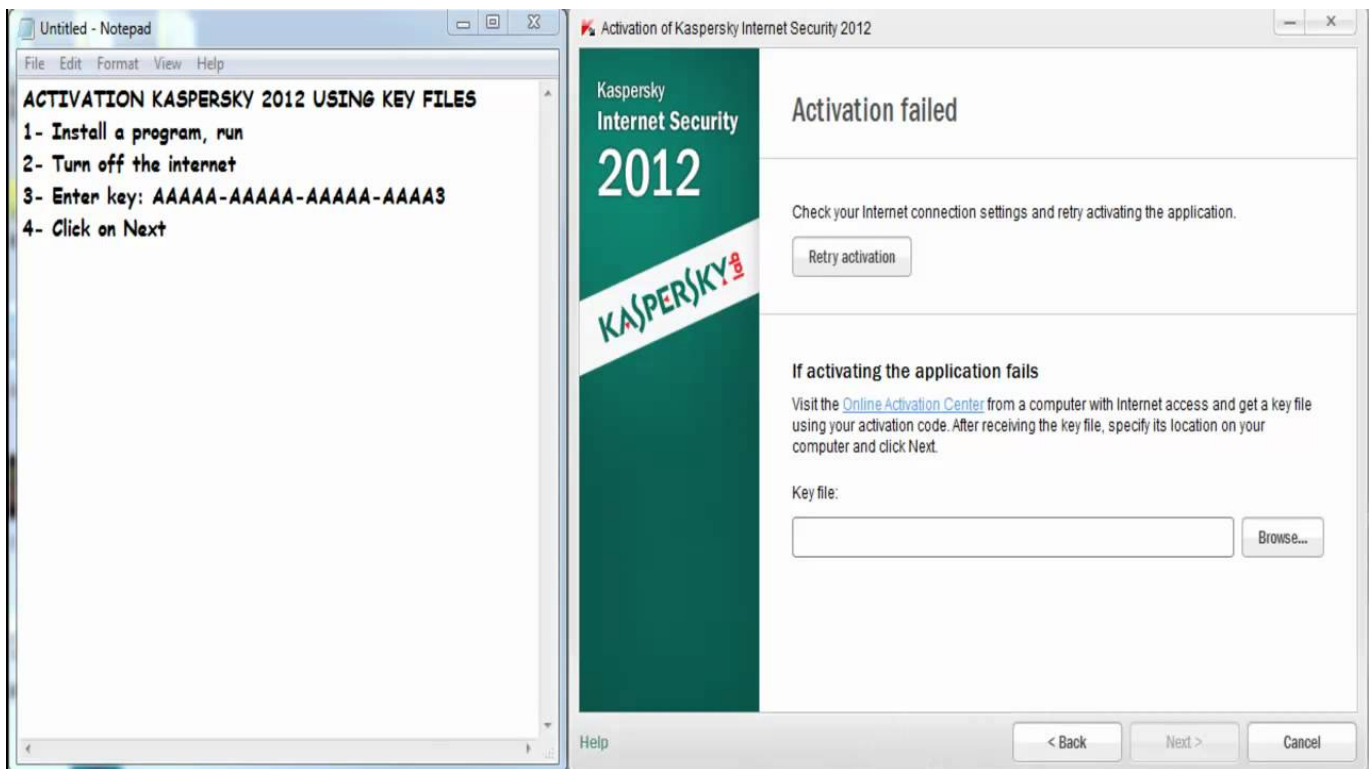 Untitled - Notepad
File Edit Format View Help
ACTIVATION KASPERSKY 2012 USING KEY FILES
1- Install a program, run
2- Turn off the internet
3- Enter key: AAAAA-AAAAA-AAAAA-AAAA3
4- Click on Next
Activation of Kaspersky Internet Security 2012
Kaspersky
Internet Security
2012
KASPERSKY lab
Activation failed
Check your Internet connection settings and retry activating the application.
Retry activation
If activating the application fails
Visit the Online Activation Center from a computer with Internet access and get a key file
using your activation code. After receiving the key file, specify its location on your
computer and click Next.
Key file:
Browse...
Help
< Back
Next >
Cancel